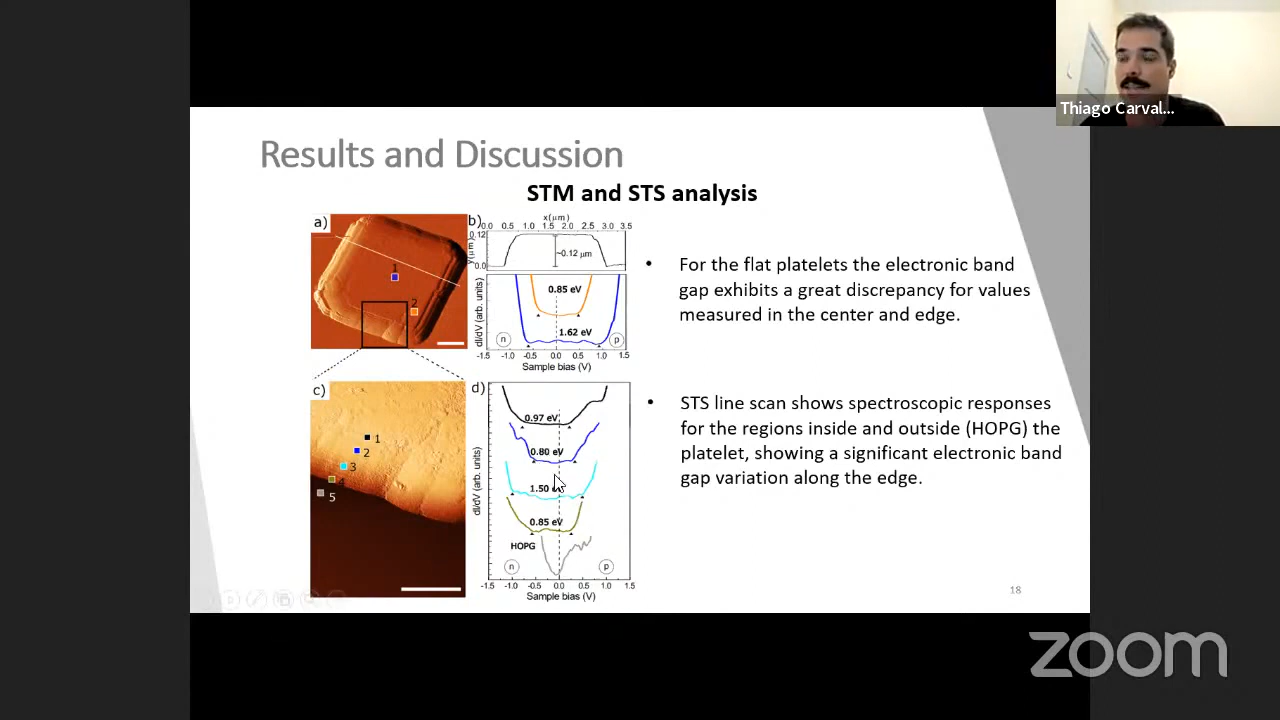 Thiago Carval...
Results and Discussion
STM and STS analysis
a)
1
2
b)
x(μm)
0.0 0.5 1.0 1.5 2.0 2.5 3.0 3.5
0.12
0.0
~0.12 μm
dI/dV (arb. units)
0.85 eV
1.62 eV
n
p
-1.5 -1.0 -0.5 0.0 0.5 1.0 1.5
Sample bias (V)
c)
1
2
3
4
5
d)
dI/dV (arb. units)
0.97 eV
0.80 eV
1.50
0.85 eV
HOPG
n
p
-1.5 -1.0 -0.5 0.0 0.5 1.0 1.5
Sample bias (V)
• For the flat platelets the electronic band
gap exhibits a great discrepancy for values
measured in the center and edge.
• STS line scan shows spectroscopic responses
for the regions inside and outside (HOPG) the
platelet, showing a significant electronic band
gap variation along the edge.
18
zoom